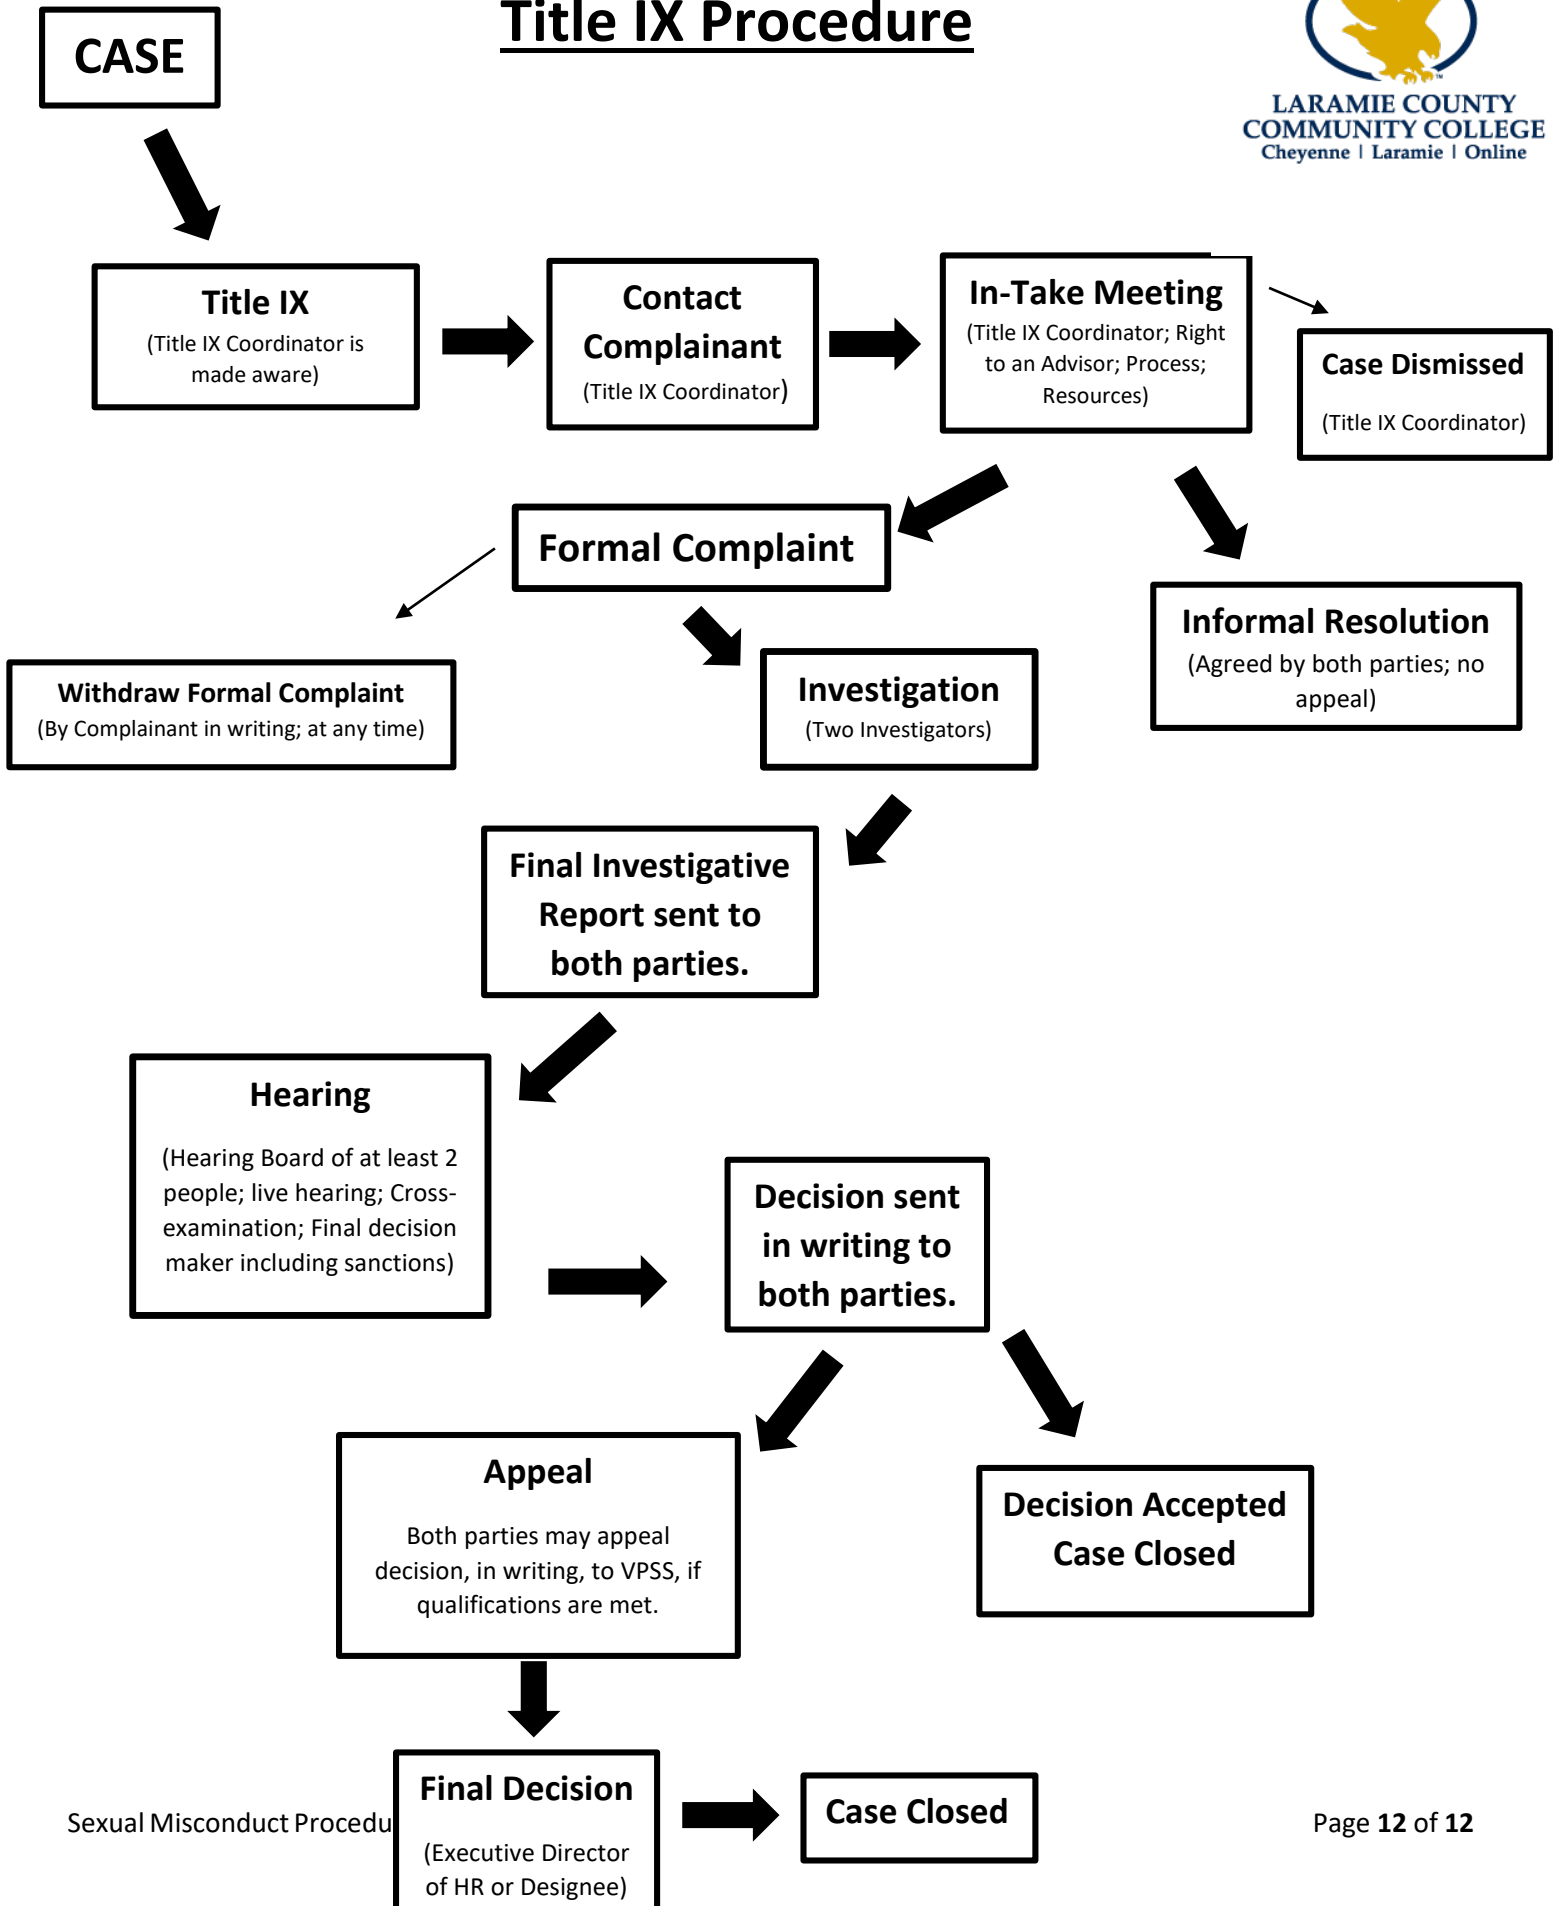 Title IX Procedure
CASE
LARAMIE COUNTY
COMMUNITY COLLEGE
Cheyenne | Laramie | Online
™
Title IX
(Title IX Coordinator is
made aware)
Contact
Complainant
(Title IX Coordinator)
In-Take Meeting
(Title IX Coordinator; Right
to an Advisor; Process;
Resources)
Case Dismissed
(Title IX Coordinator)
Formal Complaint
Informal Resolution
(Agreed by both parties; no
appeal)
Withdraw Formal Complaint
(By Complainant in writing; at any time)
Investigation
(Two Investigators)
Final Investigative
Report sent to
both parties.
Hearing
(Hearing Board of at least 2
people; live hearing; Cross-
examination; Final decision
maker including sanctions)
Decision sent
in writing to
both parties.
Appeal
Both parties may appeal
decision, in writing, to VPSS, if
qualifications are met.
Decision Accepted
Case Closed
Final Decision
(Executive Director
of HR or Designee)
Case Closed
Sexual Misconduct Procedu
Page 12 of 12